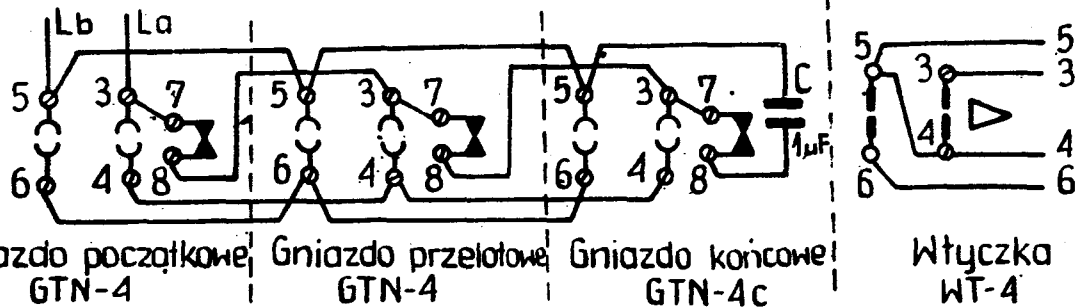 Lb La
5 3 7 5 3 7 5 3 7 C 5 3 5 3
1µF 4 4
6 4 8 6 4 8 6 4 8 6 6
azdo początkowe Gniazdo przelotowe Gniazdo końcowe Wtyczka
GTN-4 GTN-4 GTN-4c WT-4